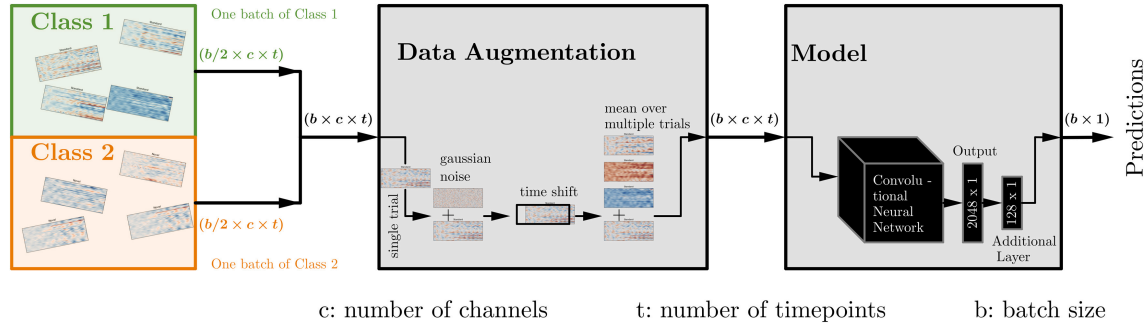 Class 1
One batch of Class 1
(b/2 × c × t)
Class 2
(b/2 × c × t)
One batch of Class 2
(b × c × t)
Data Augmentation
single trial
gaussian
noise
+
time shift
mean over
multiple trials
+
(b × c × t)
Model
Convolu -
tional
Neural
Network
Output
2048 x 1
128 x 1
Additional
Layer
(b × 1)
Predictions
c: number of channels
t: number of timepoints
b: batch size